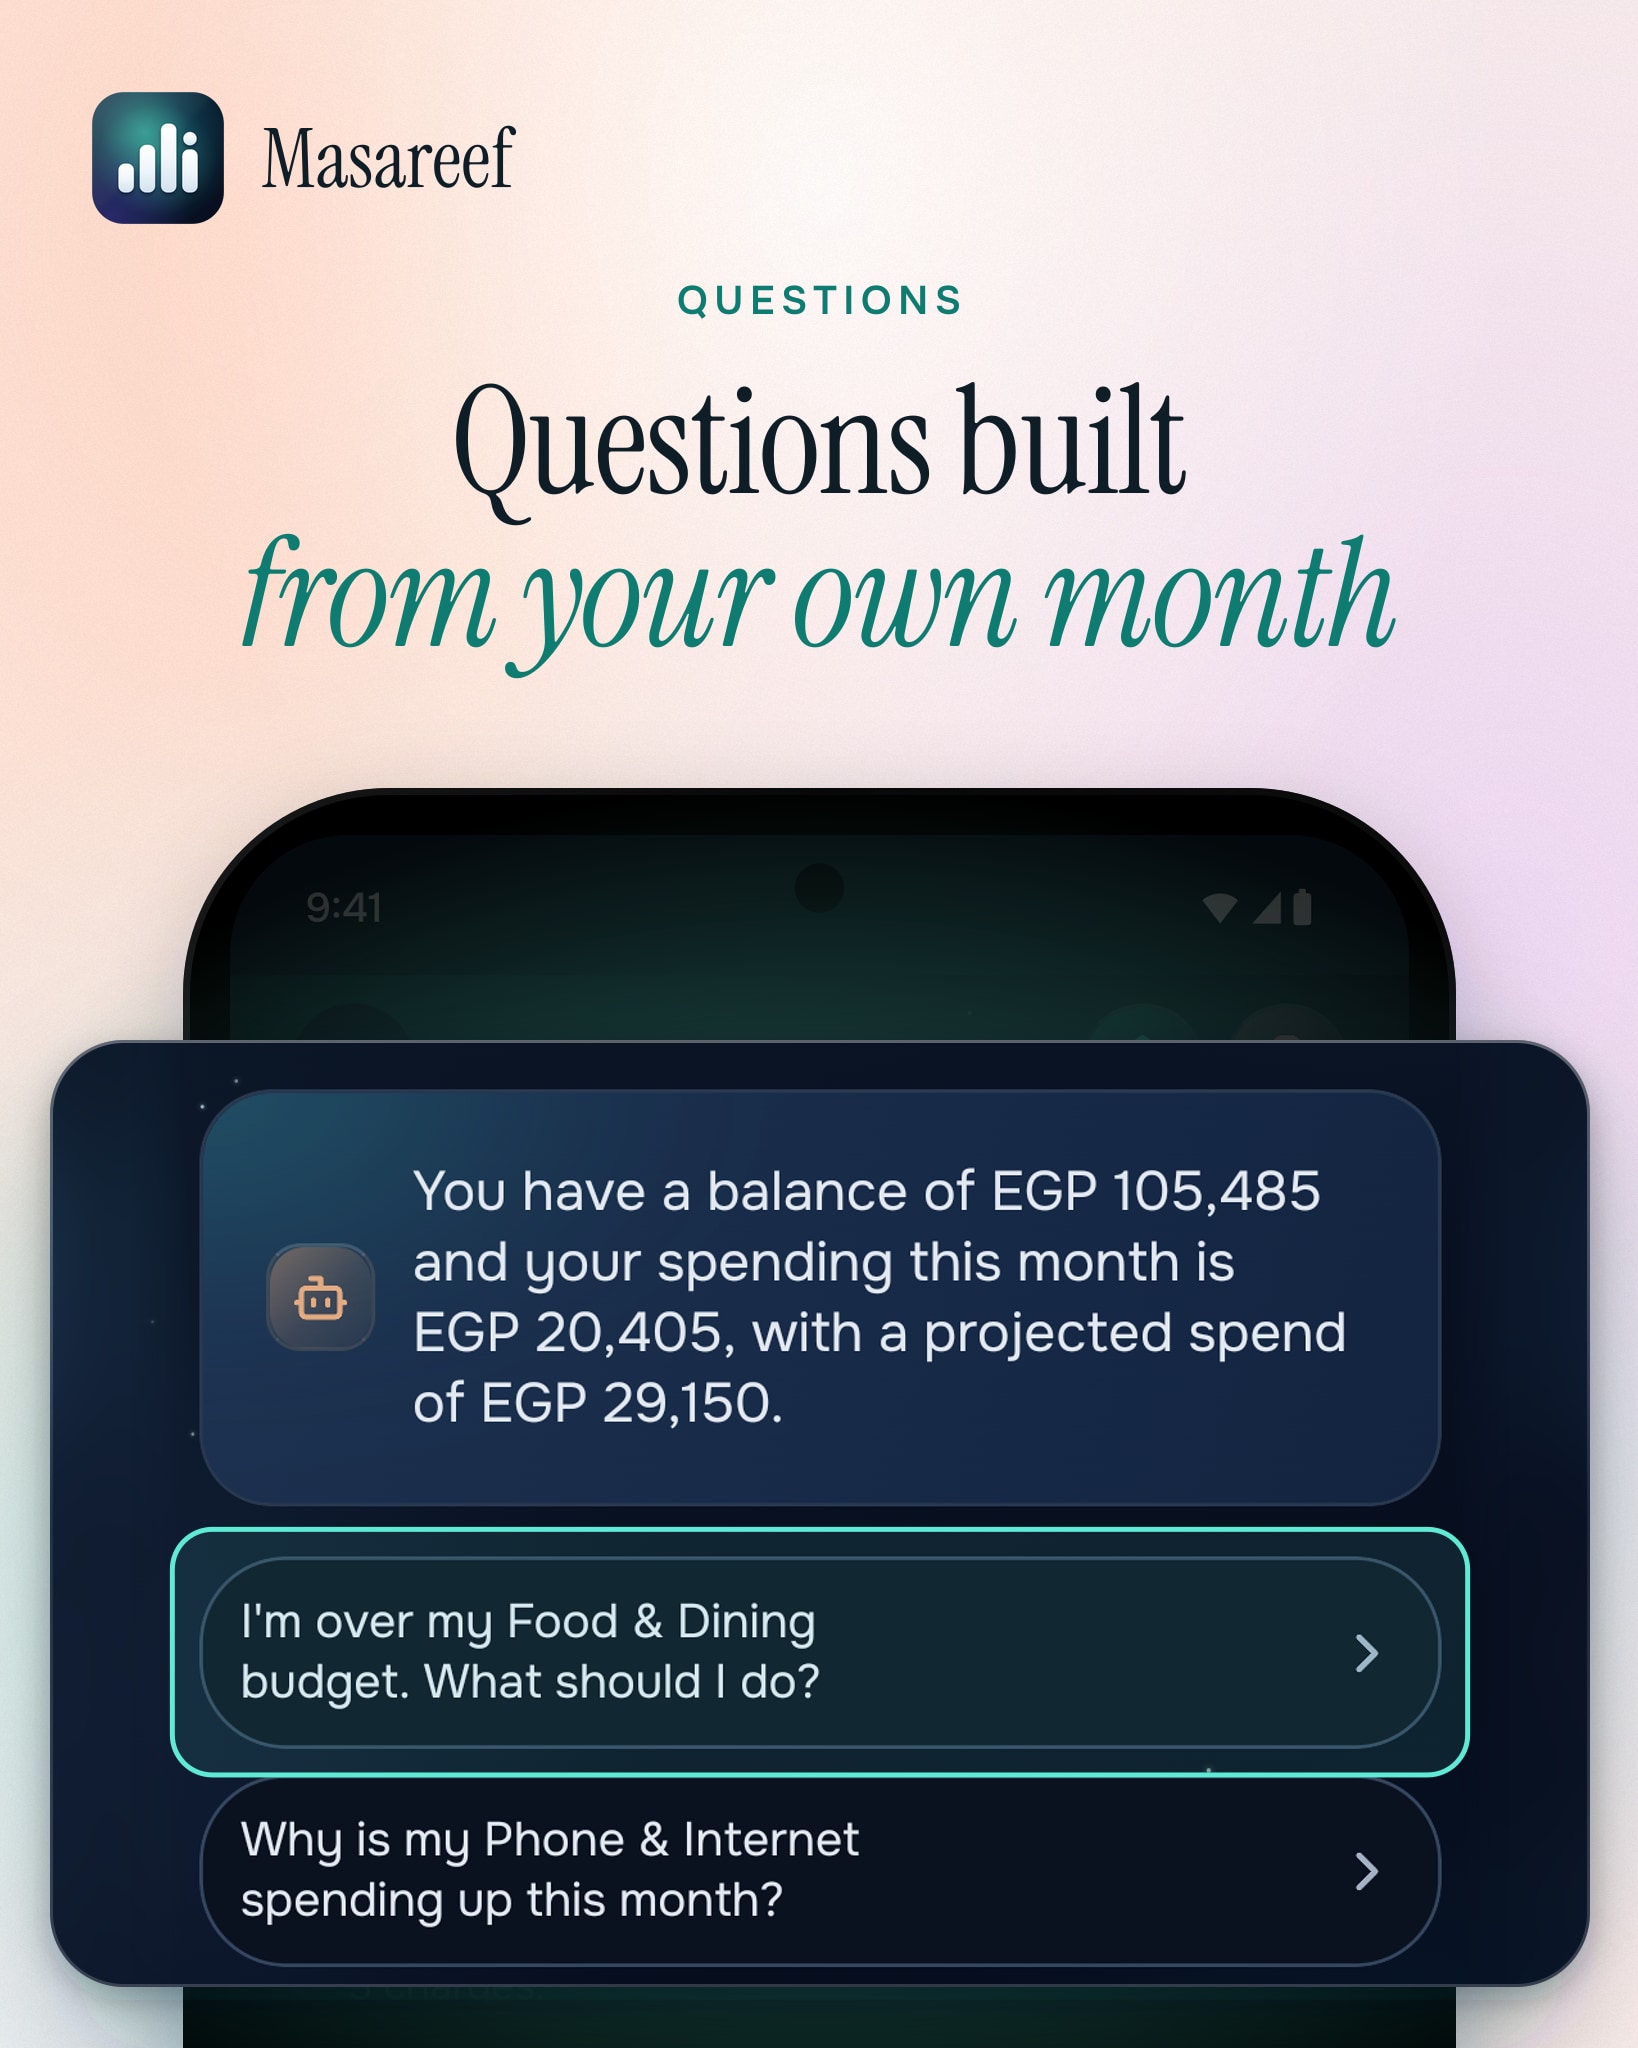 Masareef
QUESTIONS
Questions built
from your own month
9:41
You have a balance of EGP 105,485
and your spending this month is
EGP 20,405, with a projected spend
of EGP 29,150.
I'm over my Food & Dining
budget. What should I do?
Why is my Phone & Internet
spending up this month?